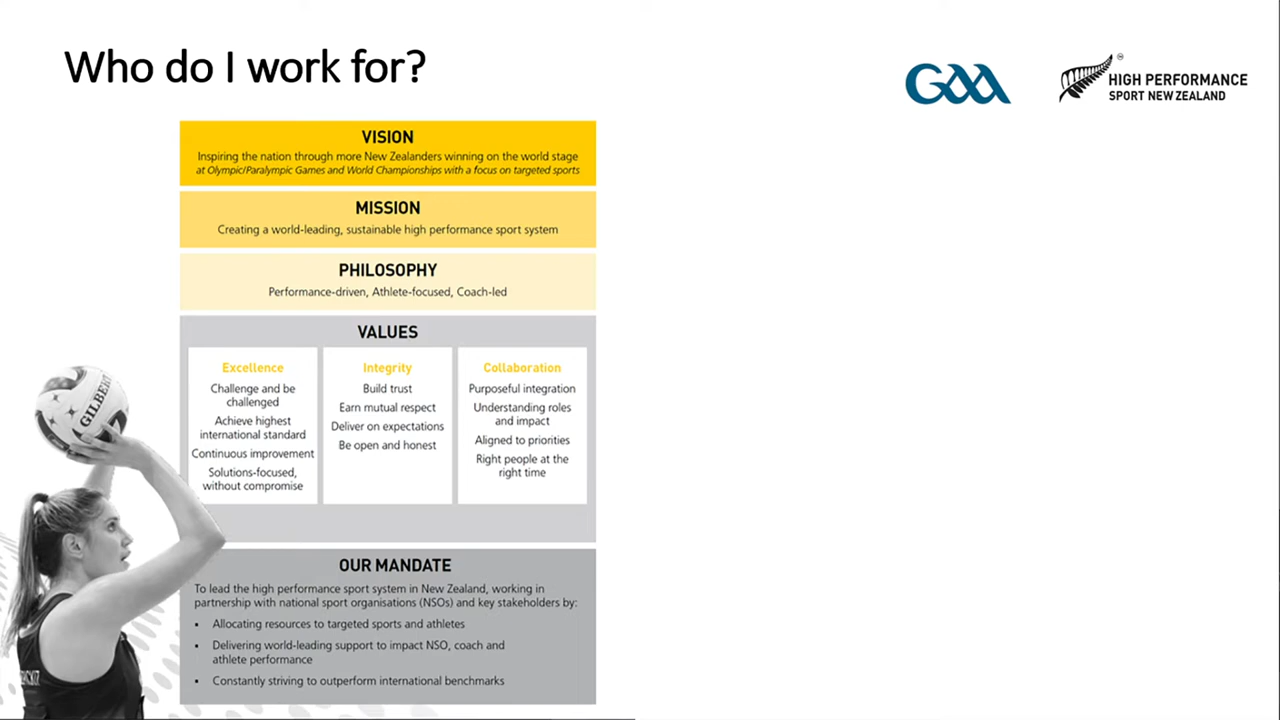 Who do I work for?
GAA
HIGH PERFORMANCE
SPORT NEW ZEALAND
VISION
Inspiring the nation through more New Zealanders winning on the world stage
at Olympic/Paralympic Games and World Championships with a focus on targeted sports
MISSION
Creating a world-leading, sustainable high performance sport system
PHILOSOPHY
Performance-driven, Athlete-focused, Coach-led
VALUES
Excellence
Challenge and be
challenged
Achieve highest
international standard
Continuous improvement
Solutions-focused,
without compromise
Integrity
Build trust
Earn mutual respect
Deliver on expectations
Be open and honest
Collaboration
Purposeful integration
Understanding roles
and impact
Aligned to priorities
Right people at the
right time
GILBERT
OUR MANDATE
To lead the high performance sport system in New Zealand, working in
partnership with national sport organisations (NSOs) and key stakeholders by:
• Allocating resources to targeted sports and athletes
• Delivering world-leading support to impact NSO, coach and
athlete performance
• Constantly striving to outperform international benchmarks